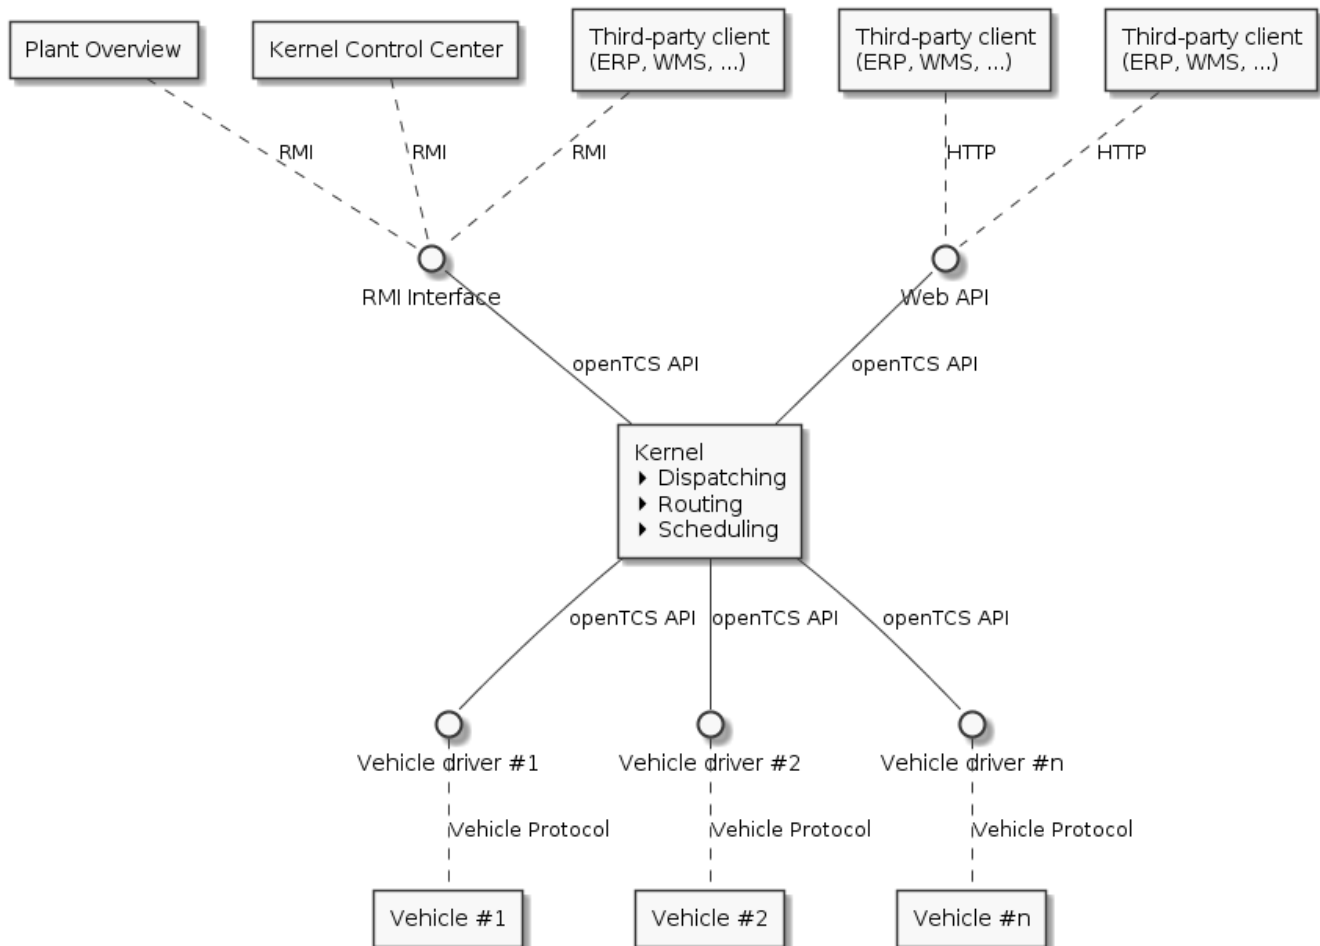 Plant Overview
Kernel Control Center
Third-party client
(ERP, WMS, ...)
Third-party client
(ERP, WMS, ...)
Third-party client
(ERP, WMS, ...)
RMI
RMI
RMI
HTTP
HTTP
RMI Interface
Web API
openTCS API
openTCS API
Kernel
Dispatching
Routing
Scheduling
openTCS API
openTCS API
openTCS API
Vehicle driver #1
Vehicle driver #2
Vehicle driver #n
Vehicle Protocol
Vehicle Protocol
Vehicle Protocol
Vehicle #1
Vehicle #2
Vehicle #n